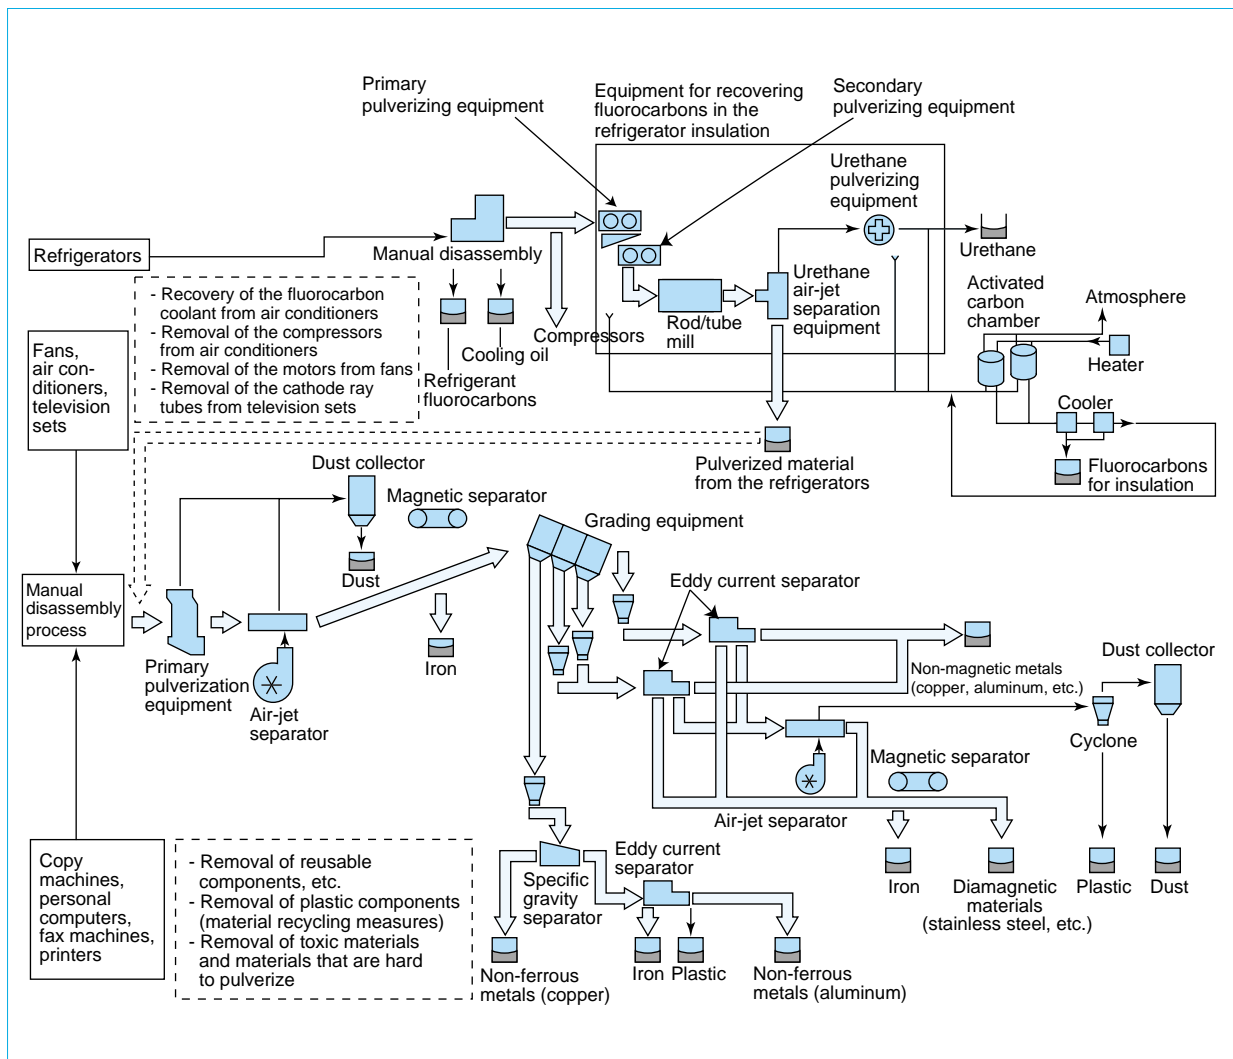 Primary
pulverizing equipment
Equipment for recovering
fluorocarbons in the
refrigerator insulation
Secondary
pulverizing equipment
Urethane
pulverizing
equipment
Refrigerators
Manual disassembly
Urethane
Urethane
air-jet
separation
equipment
Rod/tube
mill
Compressors
Cooling oil
Refrigerant
fluorocarbons
Activated
carbon
chamber
Atmosphere
Heater
Cooler
Fluorocarbons
for insulation
Pulverized material
from the refrigerators
- Recovery of the fluorocarbon
coolant from air conditioners
- Removal of the compressors
from air conditioners
- Removal of the motors from fans
- Removal of the cathode ray
tubes from television sets
Fans,
air con-
ditioners,
television
sets
Dust collector
Magnetic separator
Dust
Grading equipment
Eddy current separator
Manual
disassembly
process
Primary
pulverization
equipment
Air-jet
separator
Iron
Non-magnetic metals
(copper, aluminum, etc.)
Dust collector
Cyclone
Magnetic separator
Air-jet separator
Copy
machines,
personal
computers,
fax machines,
printers
- Removal of reusable
components, etc.
- Removal of plastic components
(material recycling measures)
- Removal of toxic materials
and materials that are hard
to pulverize
Specific
gravity
separator
Eddy current
separator
Iron
Diamagnetic
materials
(stainless steel, etc.)
Plastic
Dust
Non-ferrous
metals (copper)
Iron
Plastic
Non-ferrous
metals (aluminum)